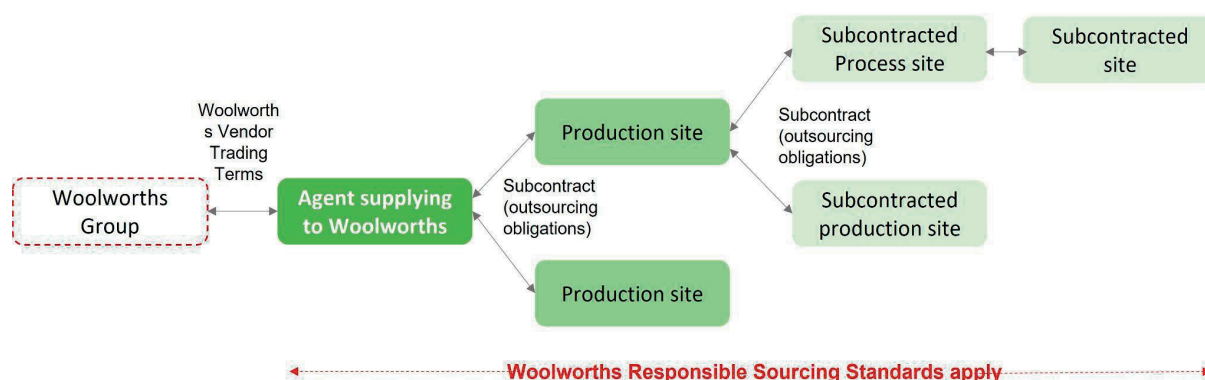 Woolworth
s Vendor
Trading
Terms
Woolworths
Group
Agent supplying
to Woolworths
Subcontract
(outsourcing
obligations)
Production site
Production site
Subcontract
(outsourcing
obligations)
Subcontracted
Process site
Subcontracted
production site
Subcontracted
site
Woolworths Responsible Sourcing Standards apply